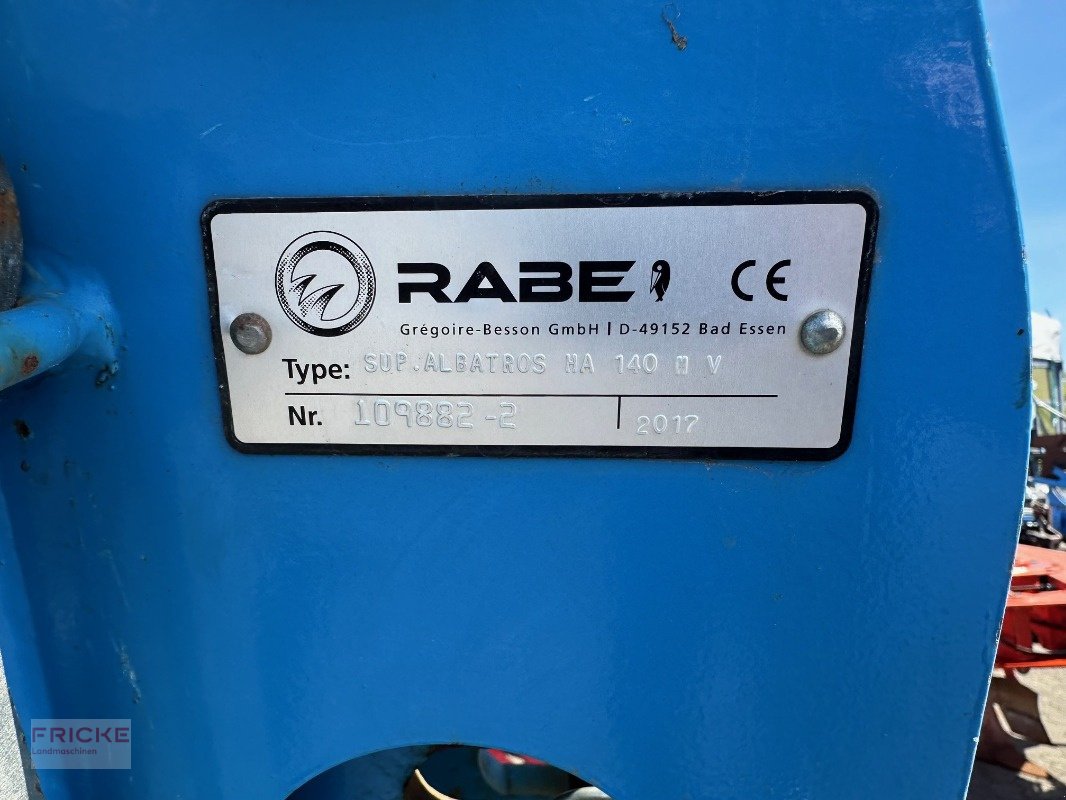 RABE CE
Grégoire-Besson GmbH | D-49152 Bad Essen
Type: SUP.ALBATROS HA 140 M V
Nr. 109882-2 | 2017
FRICKE
Landmaschinen